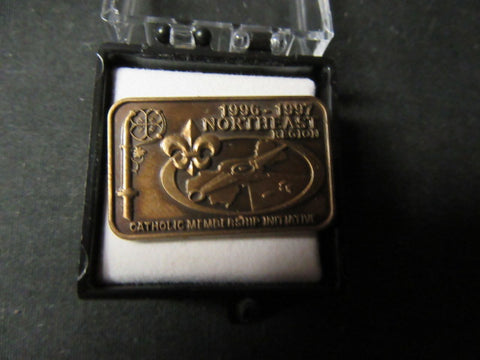 1996-1997
NORTHEAST
REGION
CATHOLIC MEMBERSHIP INITIATIVE